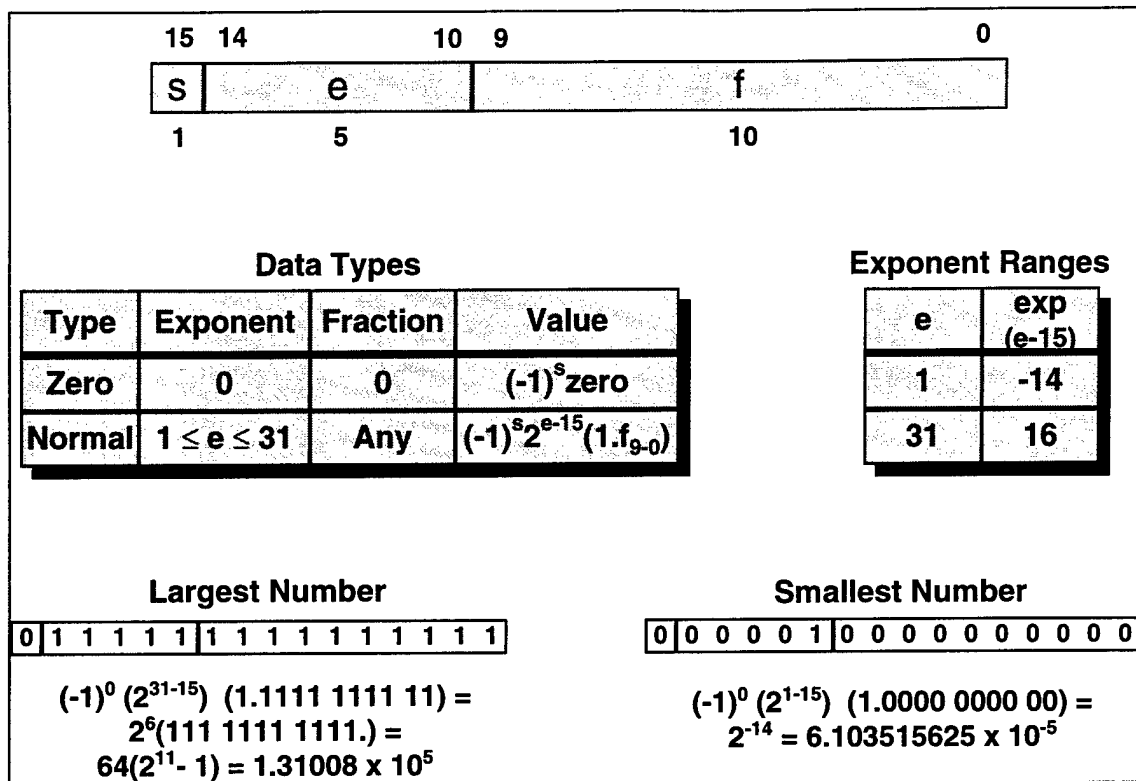 15 14 10 9 0
s e f
1 5 10
Data Types
Type Exponent Fraction Value
Zero 0 0 (-1)^s zero
Normal 1 ≤ e ≤ 31 Any (-1)^s 2^{e-15}(1.f_{9-0})
Exponent Ranges
e exp (e-15)
1 -14
31 16
Largest Number
0 1 1 1 1 1 1 1 1 1 1 1 1 1 1 1
(-1)^0 (2^{31-15}) (1.1111 1111 11) =
2^6(111 1111 1111.) =
64(2^{11}- 1) = 1.31008 x 10^5
Smallest Number
0 0 0 0 0 1 0 0 0 0 0 0 0 0 0 0
(-1)^0 (2^{1-15}) (1.0000 0000 00) =
2^{-14} = 6.103515625 x 10^{-5}